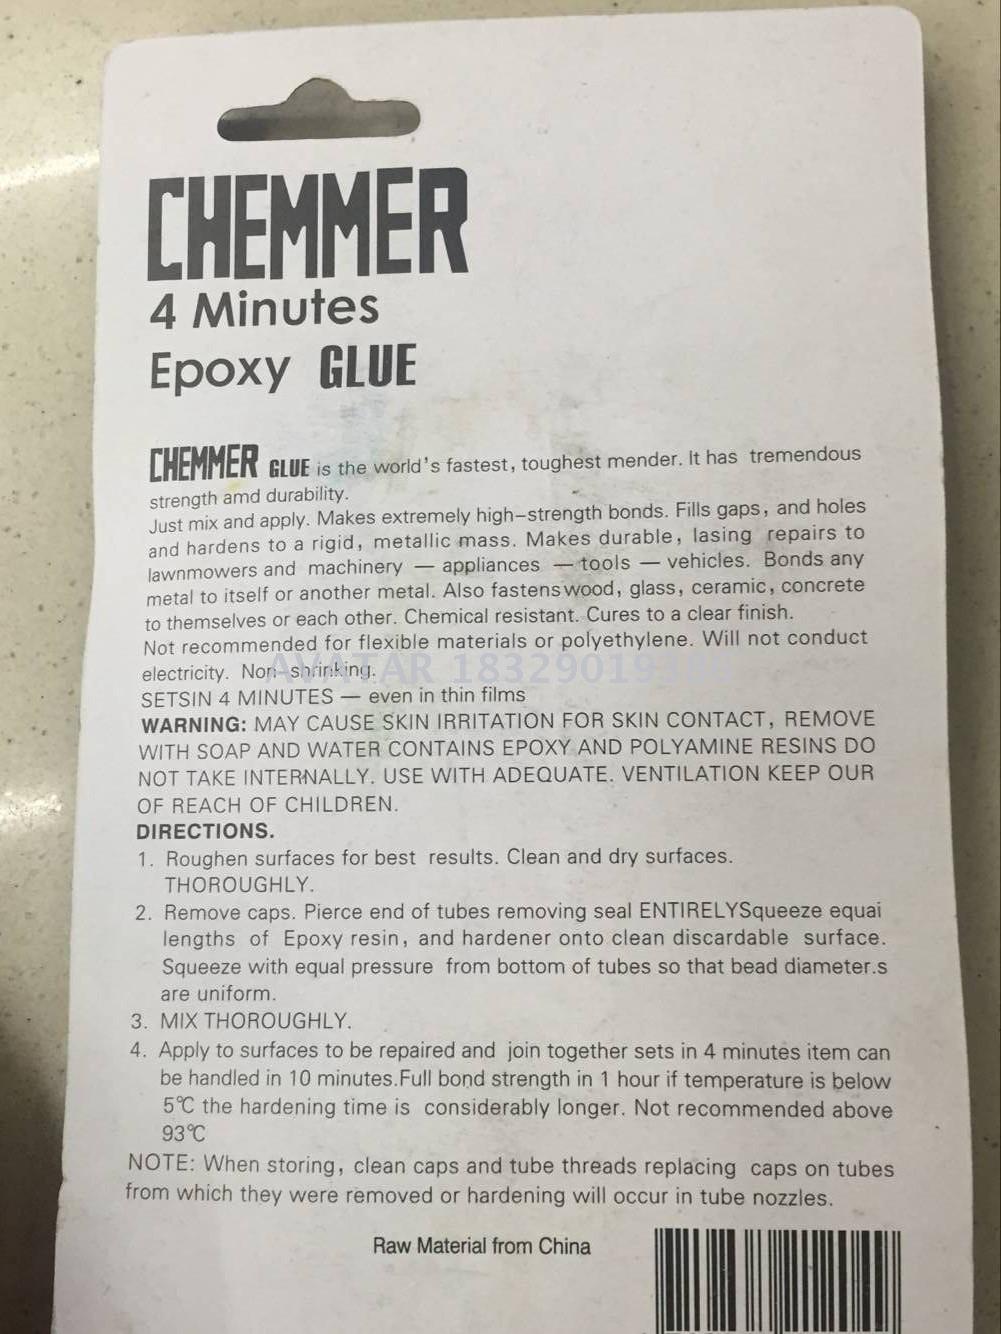 CHEMMER
4 Minutes
Epoxy GLUE
CHEMMER GLUE is the world's fastest, toughest mender. It has tremendous
strength amd durability.
Just mix and apply. Makes extremely high-strength bonds. Fills gaps, and holes
and hardens to a rigid, metallic mass. Makes durable, lasing repairs to
lawnmowers and machinery — appliances — tools — vehicles. Bonds any
metal to itself or another metal. Also fastens wood, glass, ceramic, concrete
to themselves or each other. Chemical resistant. Cures to a clear finish.
Not recommended for flexible materials or polyethylene. Will not conduct
electricity. Non-shrinking.
AVATAR 18329019
SETSIN 4 MINUTES — even in thin films
WARNING: MAY CAUSE SKIN IRRITATION FOR SKIN CONTACT, REMOVE
WITH SOAP AND WATER CONTAINS EPOXY AND POLYAMINE RESINS DO
NOT TAKE INTERNALLY. USE WITH ADEQUATE. VENTILATION KEEP OUR
OF REACH OF CHILDREN.
DIRECTIONS.
1. Roughen surfaces for best results. Clean and dry surfaces.
THOROUGHLY.
2. Remove caps. Pierce end of tubes removing seal ENTIRELYSqueeze equai
lengths of Epoxy resin, and hardener onto clean discardable surface.
Squeeze with equal pressure from bottom of tubes so that bead diameter.s
are uniform.
3. MIX THOROUGHLY.
4. Apply to surfaces to be repaired and join together sets in 4 minutes item can
be handled in 10 minutes.Full bond strength in 1 hour if temperature is below
5℃ the hardening time is considerably longer. Not recommended above
93℃
NOTE: When storing, clean caps and tube threads replacing caps on tubes
from which they were removed or hardening will occur in tube nozzles.
Raw Material from China